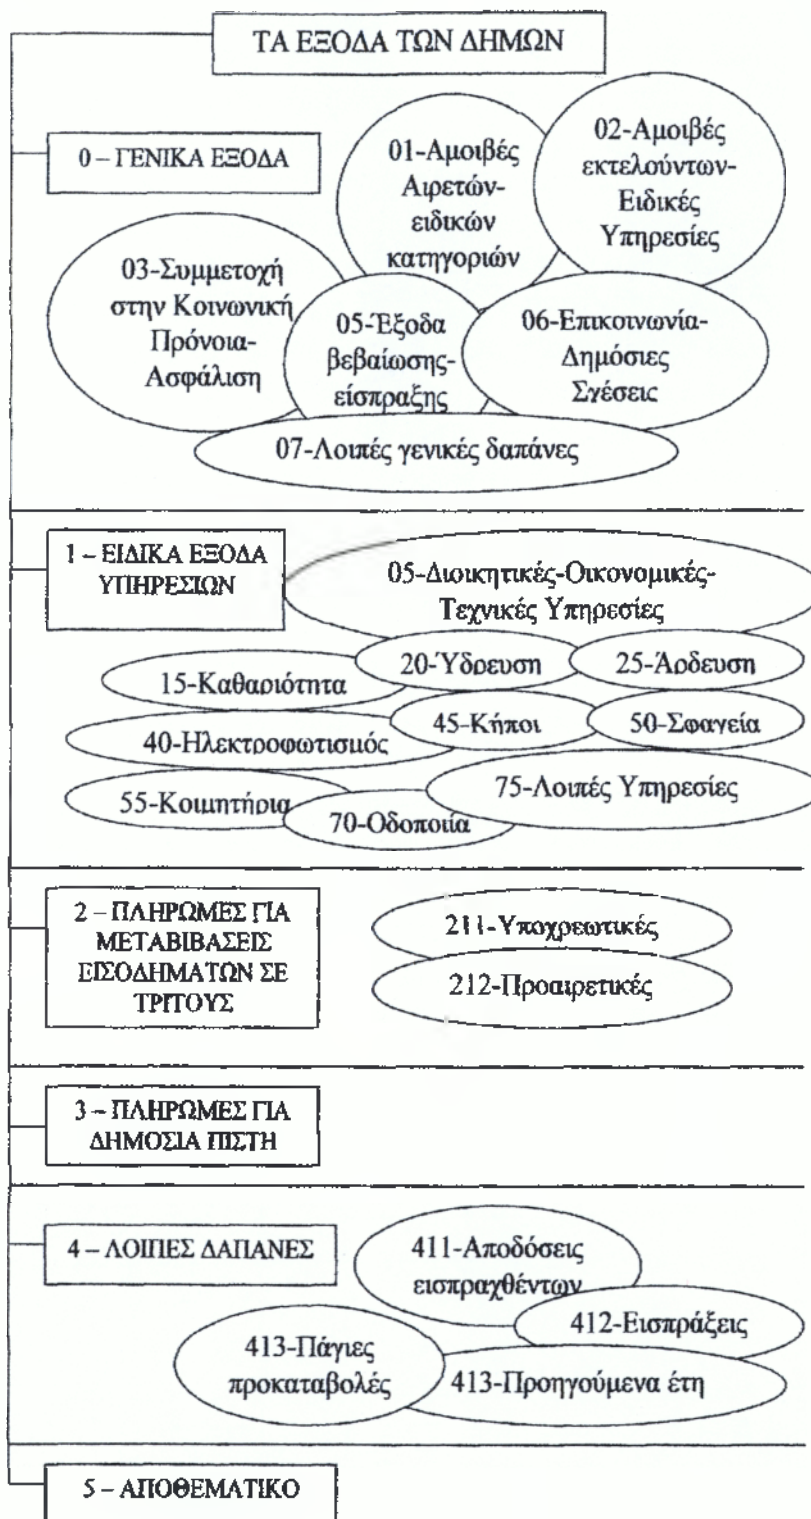 ΤΑ ΕΞΟΔΑ ΤΩΝ ΔΗΜΩΝ
0 – ΓΕΝΙΚΑ ΕΞΟΔΑ
01-Αμοιβές
Αιρετών-
ειδικών
κατηγοριών
02-Αμοιβές
εκτελούντων-
Ειδικές
Υπηρεσίες
03-Συμμετοχή
στην Κοινωνική
Πρόνοια-
Ασφάλιση
05-Έξοδα
βεβαίωσης-
είσπραξης
06-Επικοινωνία-
Δημόσιες
Σχέσεις
07-Λοιπές γενικές δαπάνες
1 – ΕΙΔΙΚΑ ΕΞΟΔΑ
ΥΠΗΡΕΣΙΩΝ
05-Διοικητικές-Οικονομικές-
Τεχνικές Υπηρεσίες
15-Καθαριότητα
20-Ύδρευση
25-Άρδευση
40-Ηλεκτροφωτισμός
45-Κήποι
50-Σφαγεία
55-Κοιμητήρια
70-Οδοποιία
75-Λοιπές Υπηρεσίες
2 – ΠΛΗΡΩΜΕΣ ΓΙΑ
ΜΕΤΑΒΙΒΑΣΕΙΣ
ΕΙΣΟΔΗΜΑΤΩΝ ΣΕ
ΤΡΙΤΟΥΣ
211-Υποχρεωτικές
212-Προαιρετικές
3 – ΠΛΗΡΩΜΕΣ ΓΙΑ
ΔΗΜΟΣΙΑ ΠΙΣΤΗ
4 – ΛΟΙΠΕΣ ΔΑΠΑΝΕΣ
411-Αποδόσεις
εισπραχθέντων
412-Εισπράξεις
413-Πάγιες
προκαταβολές
413-Προηγούμενα έτη
5 – ΑΠΟΘΕΜΑΤΙΚΟ